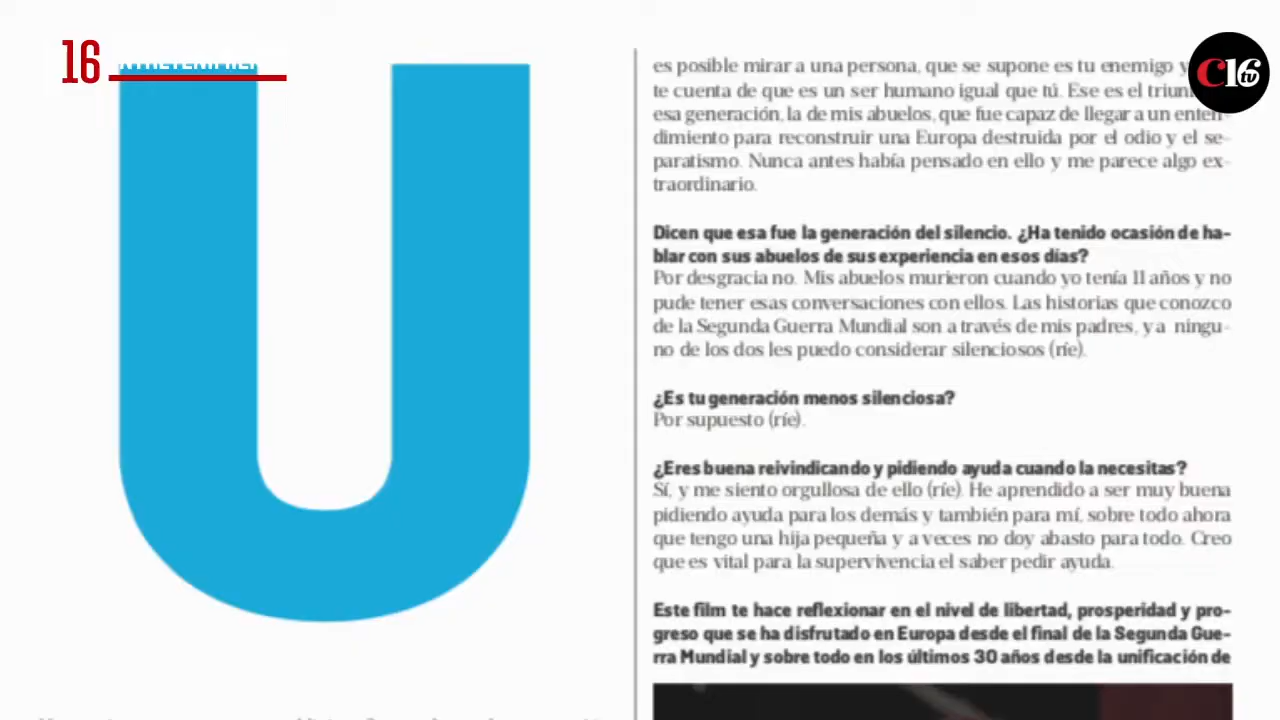 16
C16 tv
U
es posible mirar a una persona, que se supone es tu enemigo y
te cuenta de que es un ser humano igual que tú. Ese es el
esa generación, la de mis abuelos, que fue capaz de llegar a un enten-
dimiento para reconstruir una Europa destruida por el odio y el se-
paratismo. Nunca antes había pensado en ello y me parece algo ex-
traordinario.
Dicen que esa fue la generación del silencio. ¿Ha tenido ocasión de ha-
blar con sus abuelos de sus experiencia en esos días?
Por desgracia no. Mis abuelos murieron cuando yo tenía 11 años y no
pude tener esas conversaciones con ellos. Las historias que conozco
de la Segunda Guerra Mundial son a través de mis padres, y a ningu-
no de los dos les puedo considerar silenciosos (ríe).
¿Es tu generación menos silenciosa?
Por supuesto (ríe).
¿Eres buena reivindicando y pidiendo ayuda cuando la necesitas?
Sí, y me siento orgullosa de ello (ríe). He aprendido a ser muy buena
pidiendo ayuda para los demás y también para mí, sobre todo ahora
que tengo una hija pequeña y a veces no doy abasto para todo. Creo
que es vital para la supervivencia el saber pedir ayuda.
Este film te hace reflexionar en el nivel de libertad, prosperidad y pro-
greso que se ha disfrutado en Europa desde el final de la Segunda Gue-
rra Mundial y sobre todo en los últimos 30 años desde la unificación de